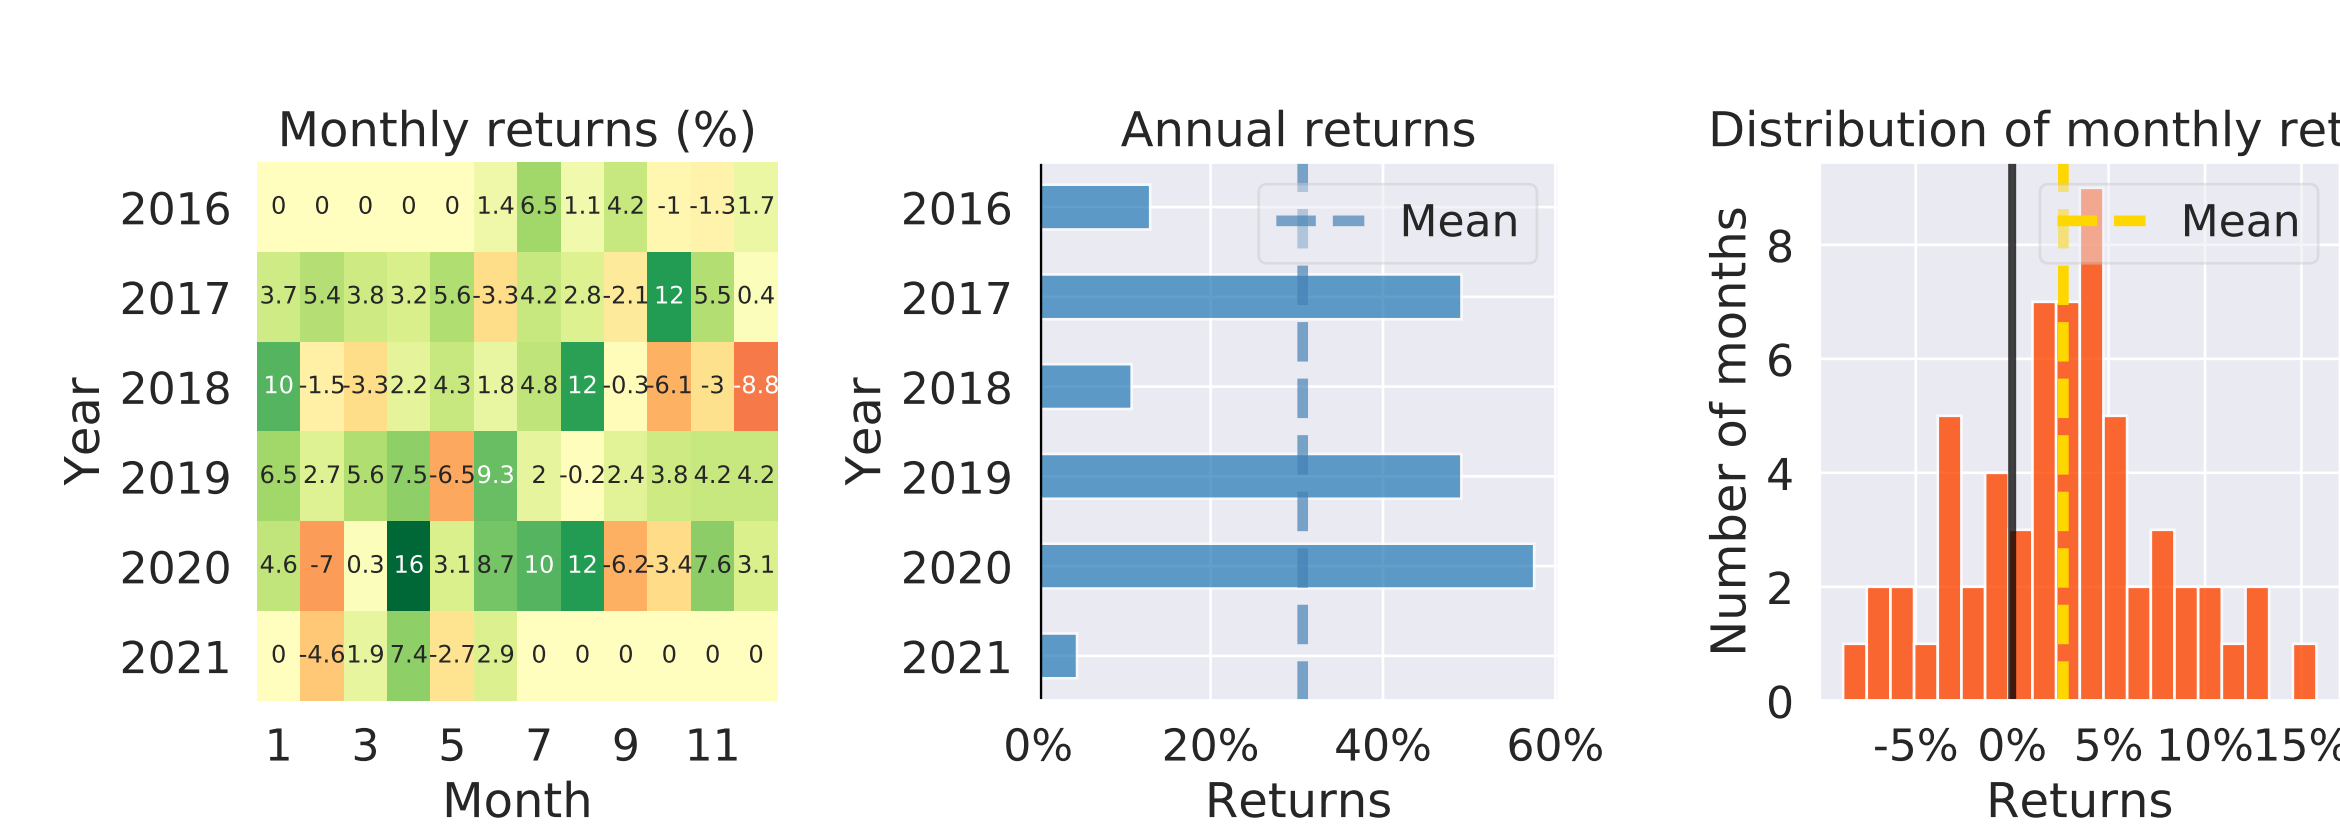 Monthly returns (%)
Year
2016 0 0 0 0 0 1.4 6.5 1.1 4.2 -1 -1.3 1.7
2017 3.7 5.4 3.8 3.2 5.6 -3.3 4.2 2.8 -2.1 12 5.5 0.4
2018 10 -1.5 -3.3 2.2 4.3 1.8 4.8 12 -0.3 -6.1 -3 -8.8
2019 6.5 2.7 5.6 7.5 -6.5 9.3 2 -0.2 2.4 3.8 4.2 4.2
2020 4.6 -7 0.3 16 3.1 8.7 10 12 -6.2 -3.4 7.6 3.1
2021 0 -4.6 1.9 7.4 -2.7 2.9 0 0 0 0 0 0
1 3 5 7 9 11
Month
Annual returns
Mean
Year
2016
2017
2018
2019
2020
2021
0% 20% 40% 60%
Returns
Distribution of monthly ret
Mean
Number of months
8
6
4
2
0
-5% 0% 5% 10% 15%
Returns